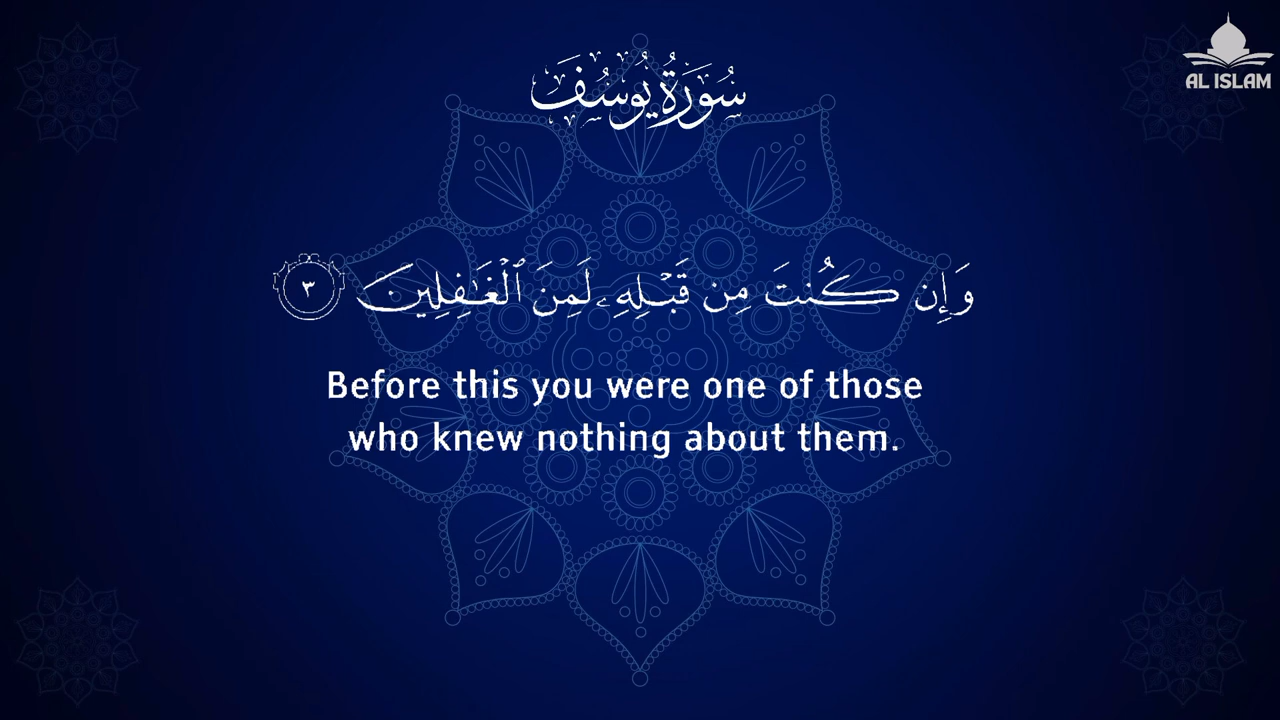 AL ISLAM
سُورَةُ يُوسُفَ
وَإِن كُنتَ مِن قَبْلِهِۦ لَمِنَ ٱلْغَٰفِلِينَ ٣
Before this you were one of those
who knew nothing about them.